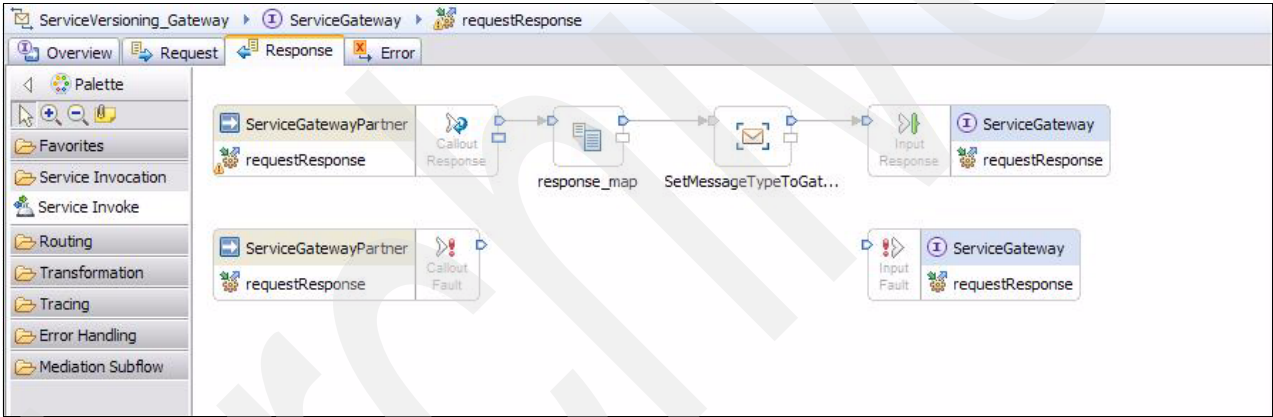 ServiceVersioning_Gateway ServiceGateway requestResponse
Overview Request Response Error
Palette
Favorites
Service Invocation
Service Invoke
Routing
Transformation
Tracing
Error Handling
Mediation Subflow
ServiceGatewayPartner
requestResponse
Callout
Response
response_map
SetMessageTypeToGat...
Input
Response
ServiceGateway
requestResponse
ServiceGatewayPartner
requestResponse
Callout
Fault
Input
Fault
ServiceGateway
requestResponse